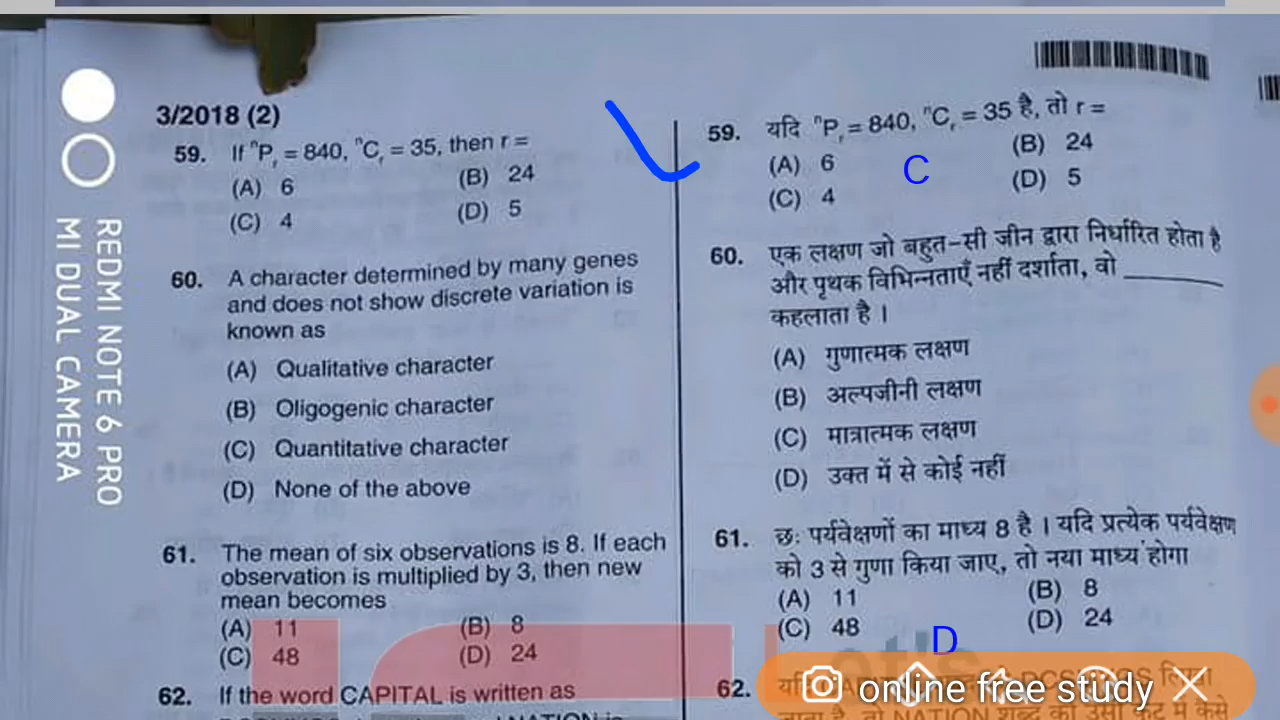 3/2018 (2)
59. If ⁿPᵣ = 840, ⁿCᵣ = 35, then r =
(A) 6 (B) 24
(C) 4 (D) 5
60. A character determined by many genes
and does not show discrete variation is
known as
(A) Qualitative character
(B) Oligogenic character
(C) Quantitative character
(D) None of the above
61. The mean of six observations is 8. If each
observation is multiplied by 3, then new
mean becomes
(A) 11 (B) 8
(C) 48 (D) 24
62. If the word CAPITAL is written as
59. यदि ⁿPᵣ = 840, ⁿCᵣ = 35 है, तो r =
(A) 6 (B) 24
C
(C) 4 (D) 5
60. एक लक्षण जो बहुत-सी जीन द्वारा निर्धारित होता है
और पृथक विभिन्नताएँ नहीं दर्शाता, वो ________
कहलाता है ।
(A) गुणात्मक लक्षण
(B) अल्पजीनी लक्षण
(C) मात्रात्मक लक्षण
(D) उक्त में से कोई नहीं
61. छः पर्यवेक्षणों का माध्य 8 है । यदि प्रत्येक पर्यवेक्षण
को 3 से गुणा किया जाए, तो नया माध्य होगा
(A) 11 (B) 8
(C) 48 (D) 24
D
62. यदि
online free study
REDMI NOTE 6 PRO
MI DUAL CAMERA